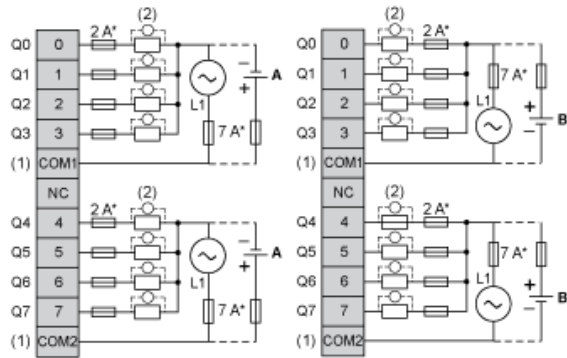 (2) (2)
Q0 0 2 A* Q0 0 2 A*
Q1 1 − A Q1 1 7 A*
Q2 2 + Q2 2 L1 + B
L1
Q3 3 7 A* Q3 3 −
(1) COM1 (1) COM1
NC (2) NC (2)
Q4 4 2 A* Q4 4 2 A*
Q5 5 − A Q5 5 7 A*
Q6 6 + Q6 6 L1 +
L1
Q7 7 7 A* Q7 7 − B
(1) COM2 (1) COM2